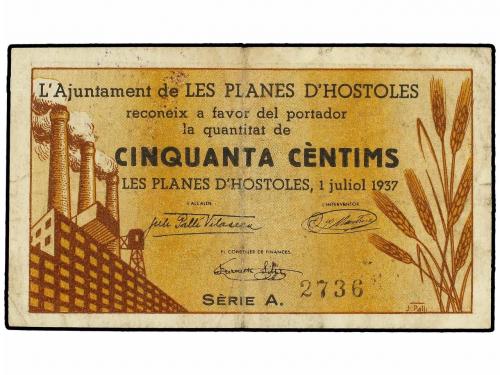 L'Ajuntament de LES PLANES D'HOSTOLES
reconeix a favor del portador
la quantitat de
CINQUANTA CÈNTIMS
LES PLANES D'HOSTOLES, 1 juliol 1937
L'ALCALDE, L'INTERVENTOR
EL CONSELLER DE FINANCES,
SÈRIE A. 2736